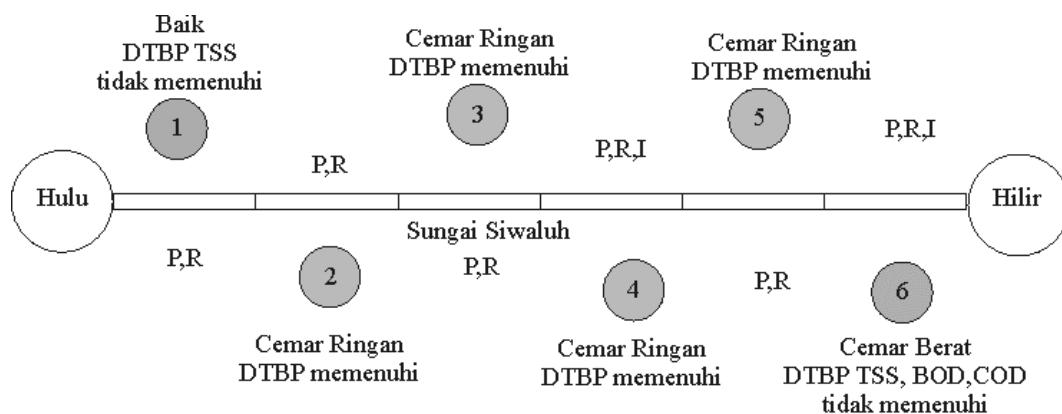 Baik
DTBP TSS
tidak memenuhi
1
Cemar Ringan
DTBP memenuhi
3
Cemar Ringan
DTBP memenuhi
5
P,R
P,R,I
P,R,I
Hulu
Hilir
Sungai Siwaluh
P,R
2
Cemar Ringan
DTBP memenuhi
P,R
4
Cemar Ringan
DTBP memenuhi
P,R
6
Cemar Berat
DTBP TSS, BOD,COD
tidak memenuhi